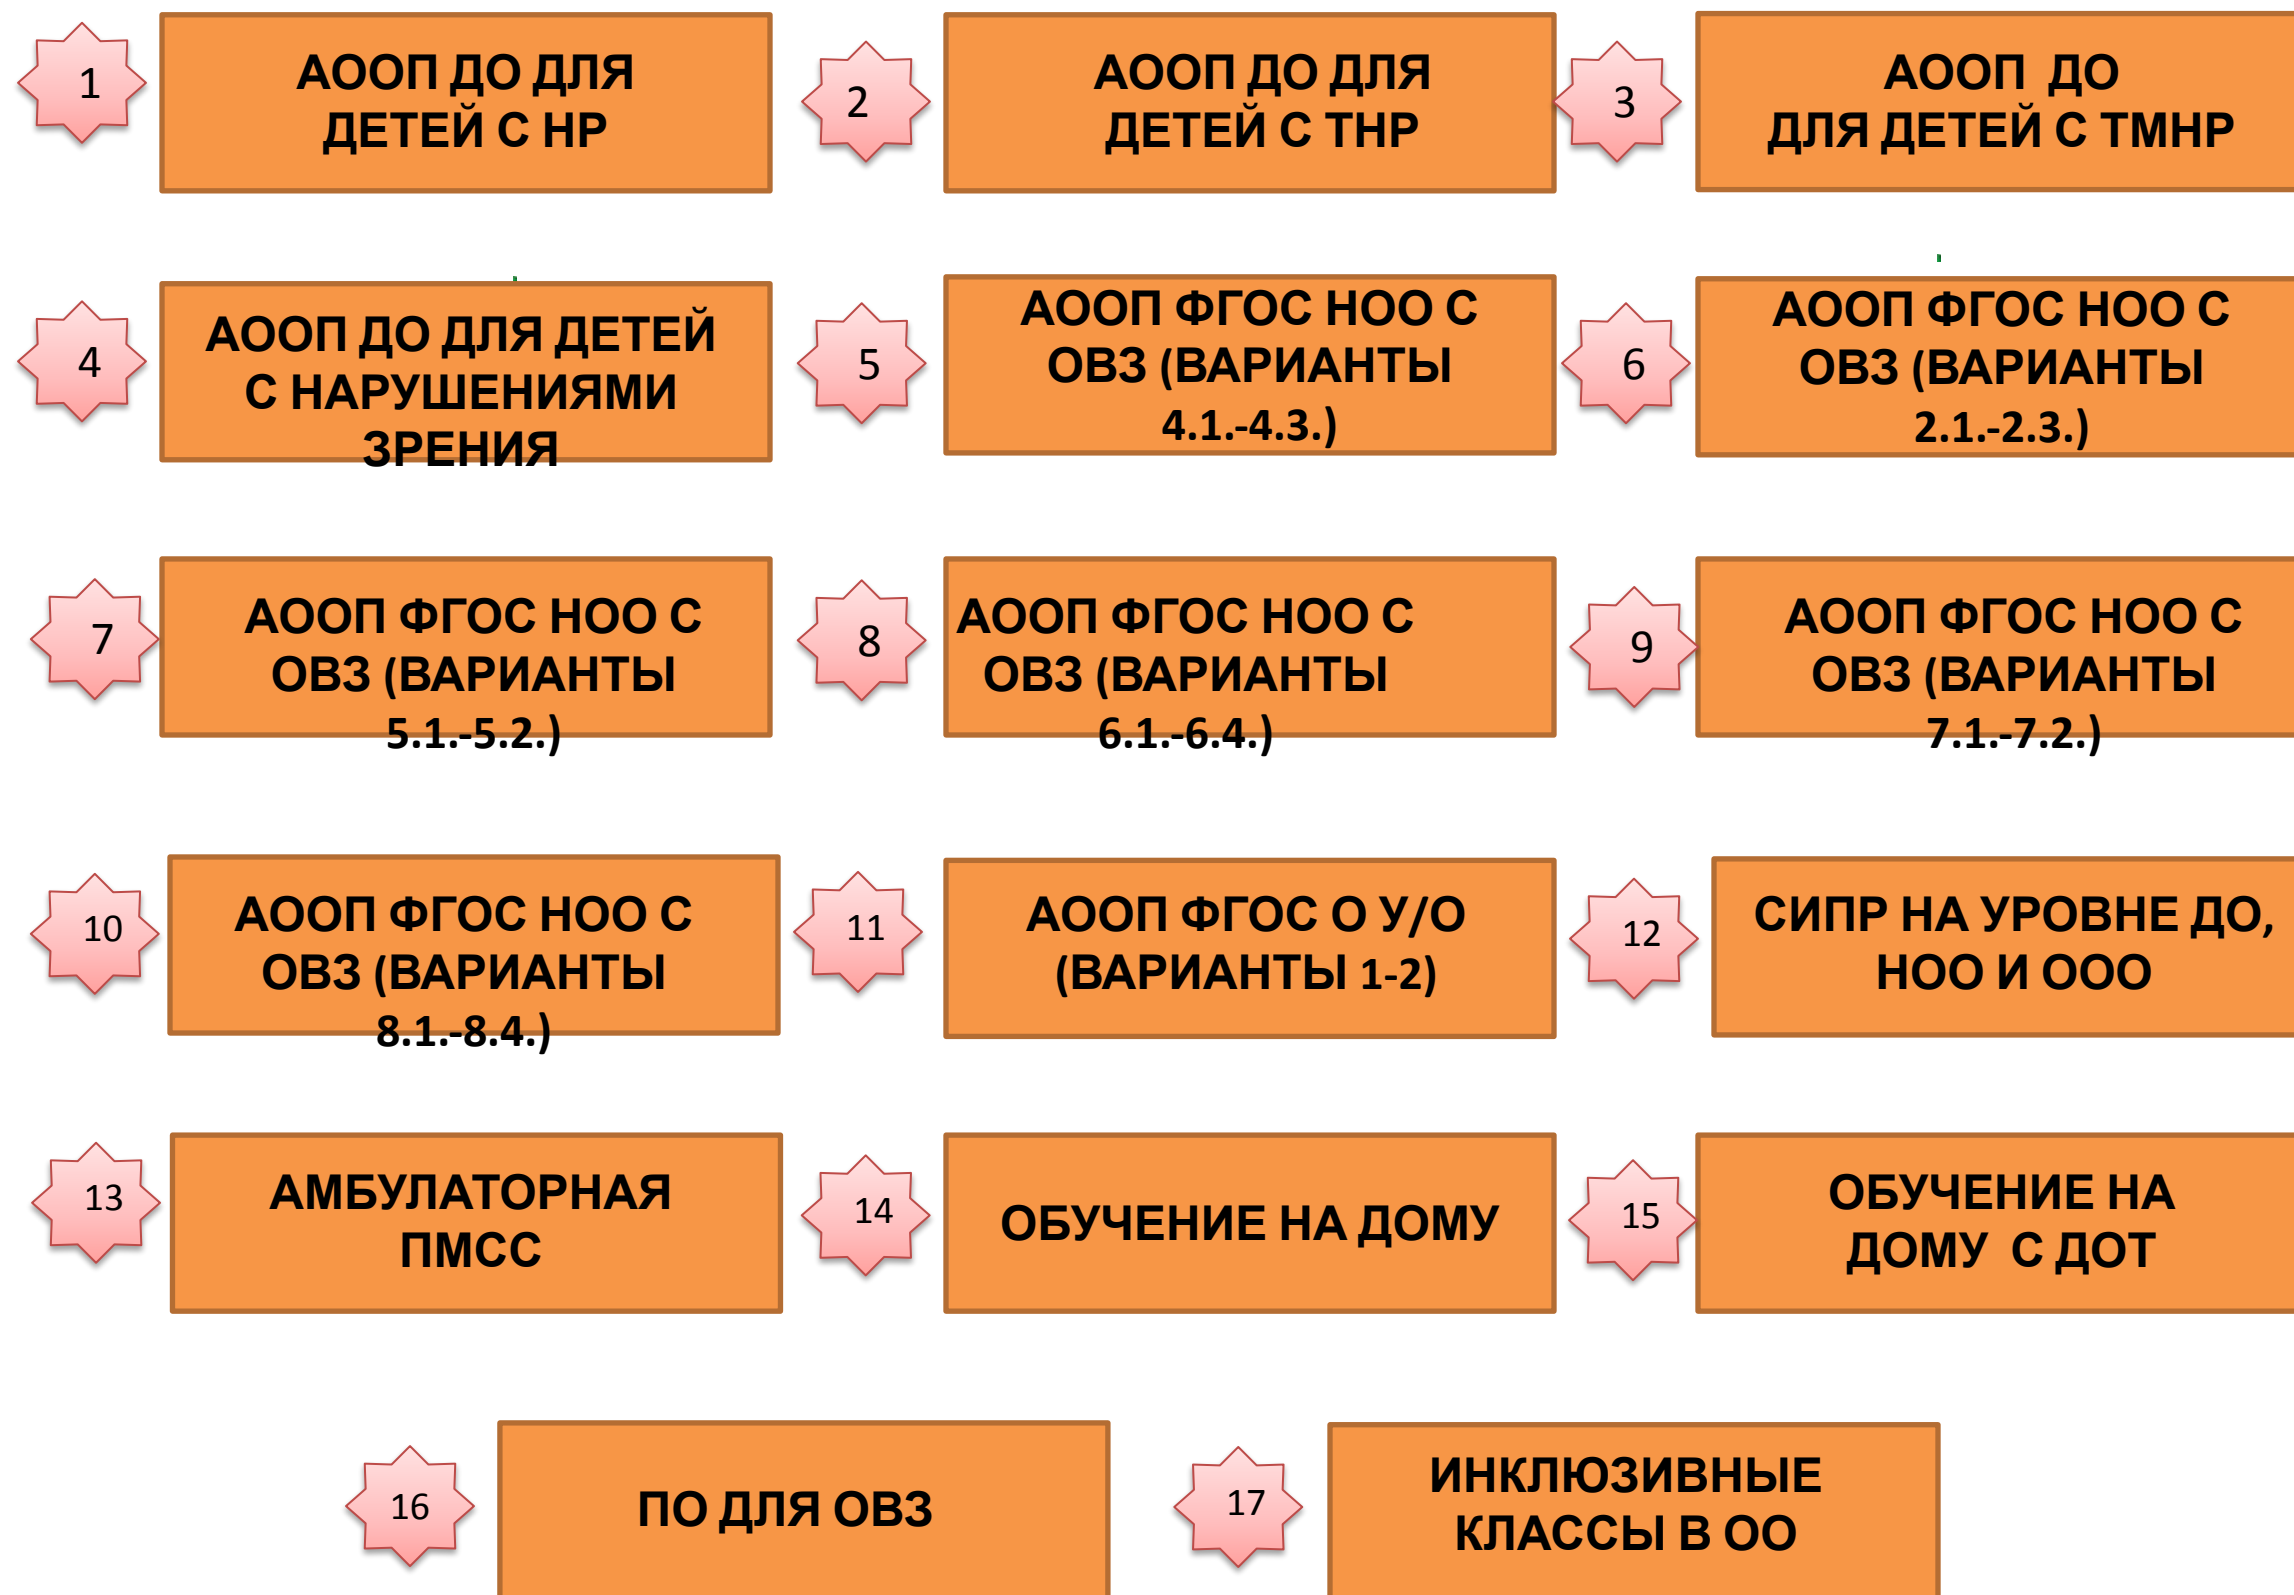 1
АООП ДО ДЛЯ
ДЕТЕЙ С НР
2
АООП ДО ДЛЯ
ДЕТЕЙ С ТНР
3
АООП ДО
ДЛЯ ДЕТЕЙ С ТМНР
4
АООП ДО ДЛЯ ДЕТЕЙ
С НАРУШЕНИЯМИ
ЗРЕНИЯ
5
АООП ФГОС НОО С
ОВЗ (ВАРИАНТЫ
4.1.-4.3.)
6
АООП ФГОС НОО С
ОВЗ (ВАРИАНТЫ
2.1.-2.3.)
7
АООП ФГОС НОО С
ОВЗ (ВАРИАНТЫ
5.1.-5.2.)
8
АООП ФГОС НОО С
ОВЗ (ВАРИАНТЫ
6.1.-6.4.)
9
АООП ФГОС НОО С
ОВЗ (ВАРИАНТЫ
7.1.-7.2.)
10
АООП ФГОС НОО С
ОВЗ (ВАРИАНТЫ
8.1.-8.4.)
11
АООП ФГОС О У/О
(ВАРИАНТЫ 1-2)
12
СИПР НА УРОВНЕ ДО,
НОО И ООО
13
АМБУЛАТОРНАЯ
ПМСС
14
ОБУЧЕНИЕ НА ДОМУ
15
ОБУЧЕНИЕ НА
ДОМУ С ДОТ
16
ПО ДЛЯ ОВЗ
17
ИНКЛЮЗИВНЫЕ
КЛАССЫ В ОО